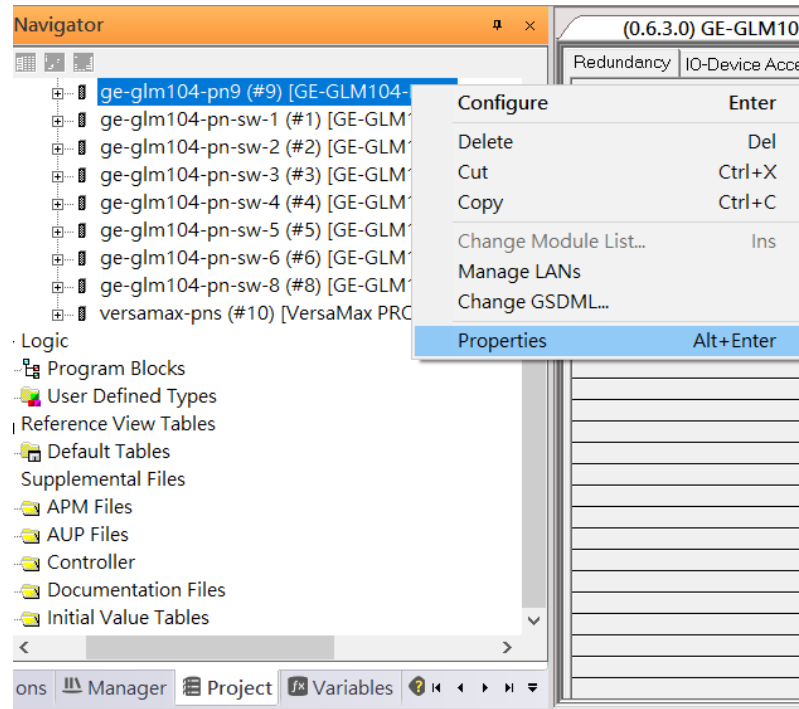 Navigator
(0.6.3.0) GE-GLM10
Redundancy
IO-Device Acce
ge-glm104-pn9 (#9) [GE-GLM104-
ge-glm104-pn-sw-1 (#1) [GE-GLM1
ge-glm104-pn-sw-2 (#2) [GE-GLM1
ge-glm104-pn-sw-3 (#3) [GE-GLM1
ge-glm104-pn-sw-4 (#4) [GE-GLM1
ge-glm104-pn-sw-5 (#5) [GE-GLM1
ge-glm104-pn-sw-6 (#6) [GE-GLM1
ge-glm104-pn-sw-8 (#8) [GE-GLM1
versamax-pns (#10) [VersaMax PRO
Logic
Program Blocks
User Defined Types
Reference View Tables
Default Tables
Supplemental Files
APM Files
AUP Files
Controller
Documentation Files
Initial Value Tables
Configure Enter
Delete Del
Cut Ctrl+X
Copy Ctrl+C
Change Module List... Ins
Manage LANs
Change GSDML...
Properties Alt+Enter
ons Manager Project Variables